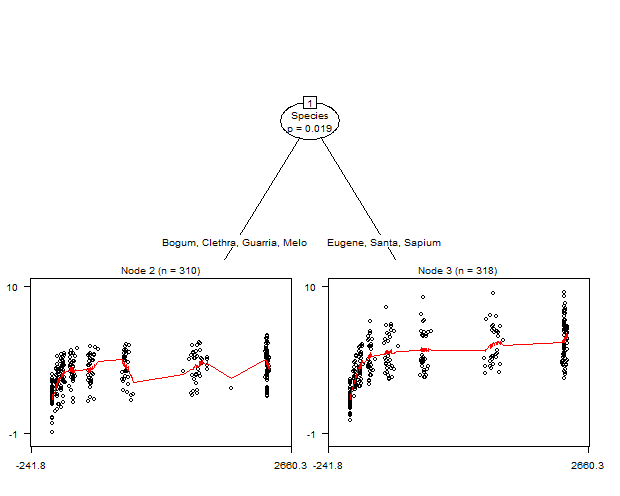 1
Species
p = 0.019
Bogum, Clethra, Guarria, Melo
Eugene, Santa, Sapium
Node 2 (n = 310)
Node 3 (n = 318)
10
-1
-241.8
2660.3
10
-1
-241.8
2660.3